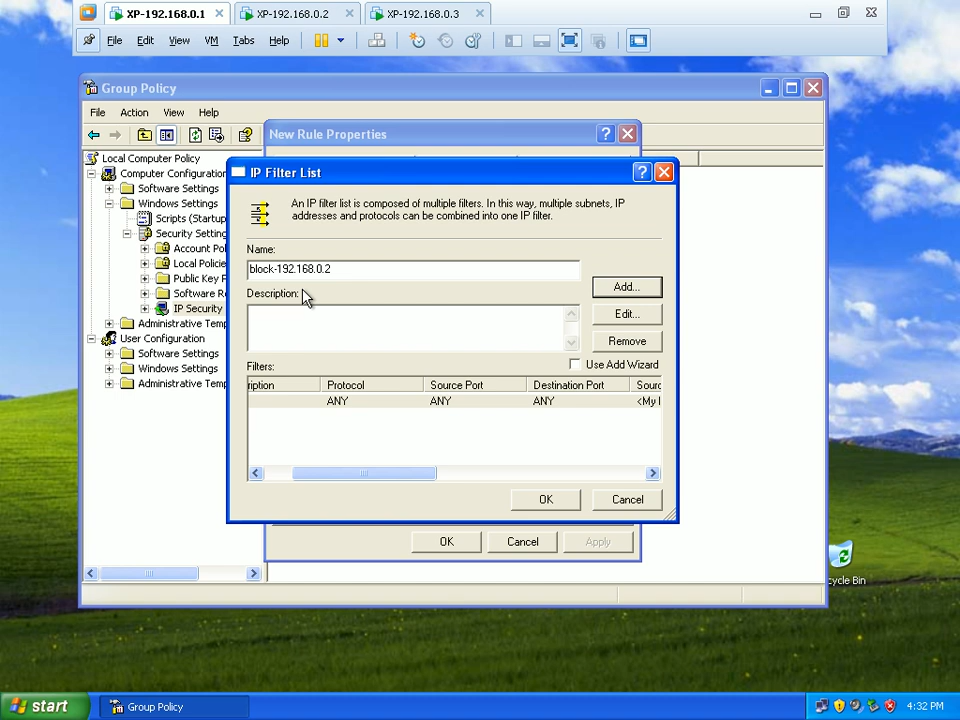 XP-192.168.0.1
XP-192.168.0.2
XP-192.168.0.3
File
Edit
View
VM
Tabs
Help
Group Policy
File
Action
View
Help
New Rule Properties
Local Computer Policy
Computer Configuration
Software Settings
Windows Settings
Scripts (Startup
Security Setting
Account Pol
Local Policie
Public Key F
Software Re
IP Security
Administrative Temp
User Configuration
Software Settings
Windows Settings
Administrative Temp
IP Filter List
An IP filter list is composed of multiple filters. In this way, multiple subnets, IP
addresses and protocols can be combined into one IP filter.
Name:
block-192.168.0.2
Add...
Description:
Edit...
Remove
Filters:
Use Add Wizard
ription Protocol Source Port Destination Port Sourc
ANY ANY ANY <My I
OK
Cancel
OK
Cancel
Apply
cycle Bin
start
Group Policy
4:32 PM